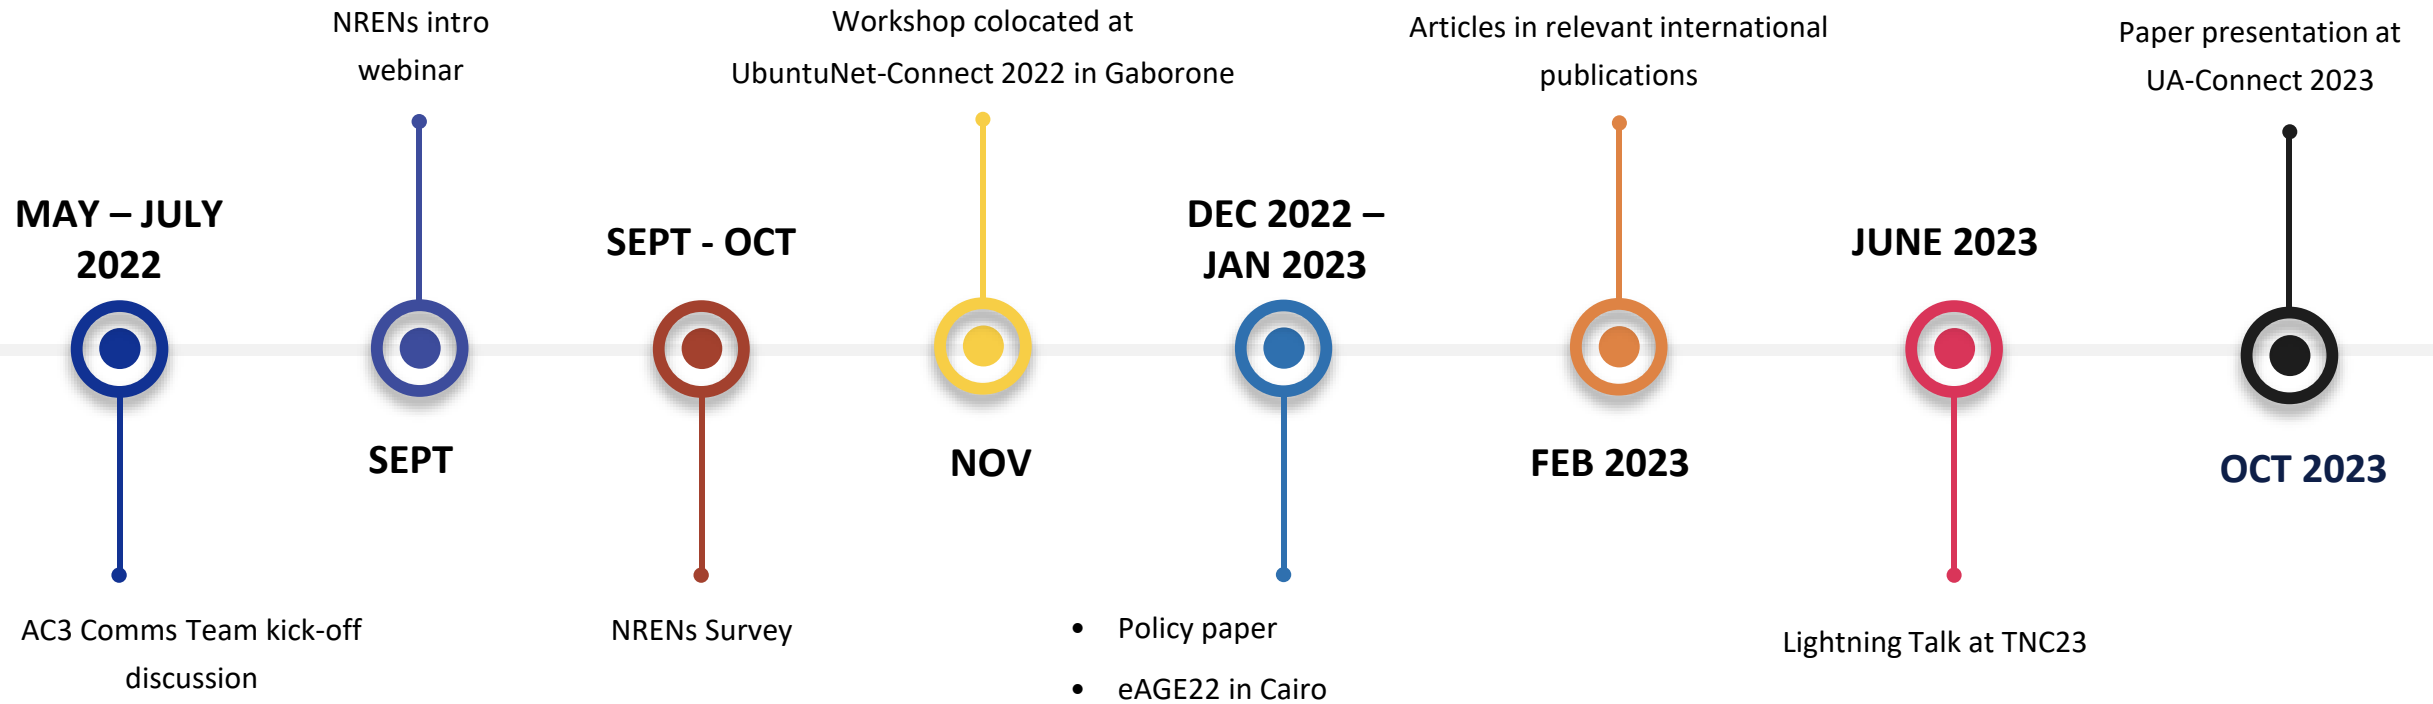 MAY – JULY
2022
AC3 Comms Team kick-off
discussion
NRENs intro
webinar
SEPT
SEPT - OCT
NRENs Survey
Workshop colocated at
UbuntuNet-Connect 2022 in Gaborone
NOV
DEC 2022 –
JAN 2023
• Policy paper
• eAGE22 in Cairo
Articles in relevant international
publications
FEB 2023
JUNE 2023
Lightning Talk at TNC23
Paper presentation at
UA-Connect 2023
OCT 2023